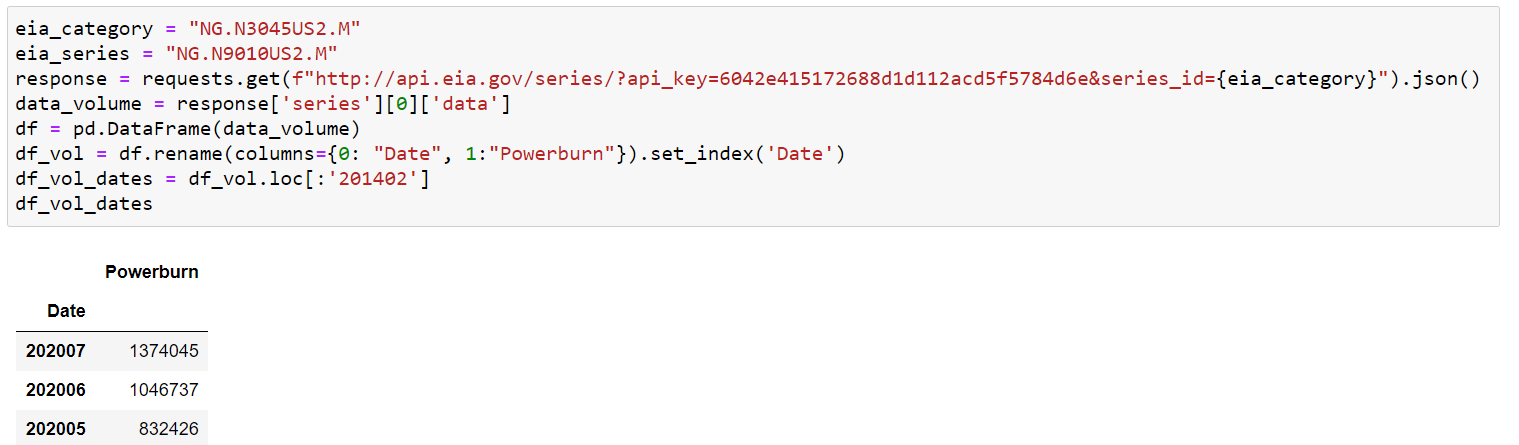 eia_category = "NG.N3045US2.M"
eia_series = "NG.N9010US2.M"
response = requests.get(f"http://api.eia.gov/series/?api_key=6042e415172688d1d112acd5f5784d6e&series_id={eia_category}").json()
data_volume = response['series'][0]['data']
df = pd.DataFrame(data_volume)
df_vol = df.rename(columns={0: "Date", 1:"Powerburn"}).set_index('Date')
df_vol_dates = df_vol.loc[:'201402']
df_vol_dates
Powerburn
Date
202007 1374045
202006 1046737
202005 832426